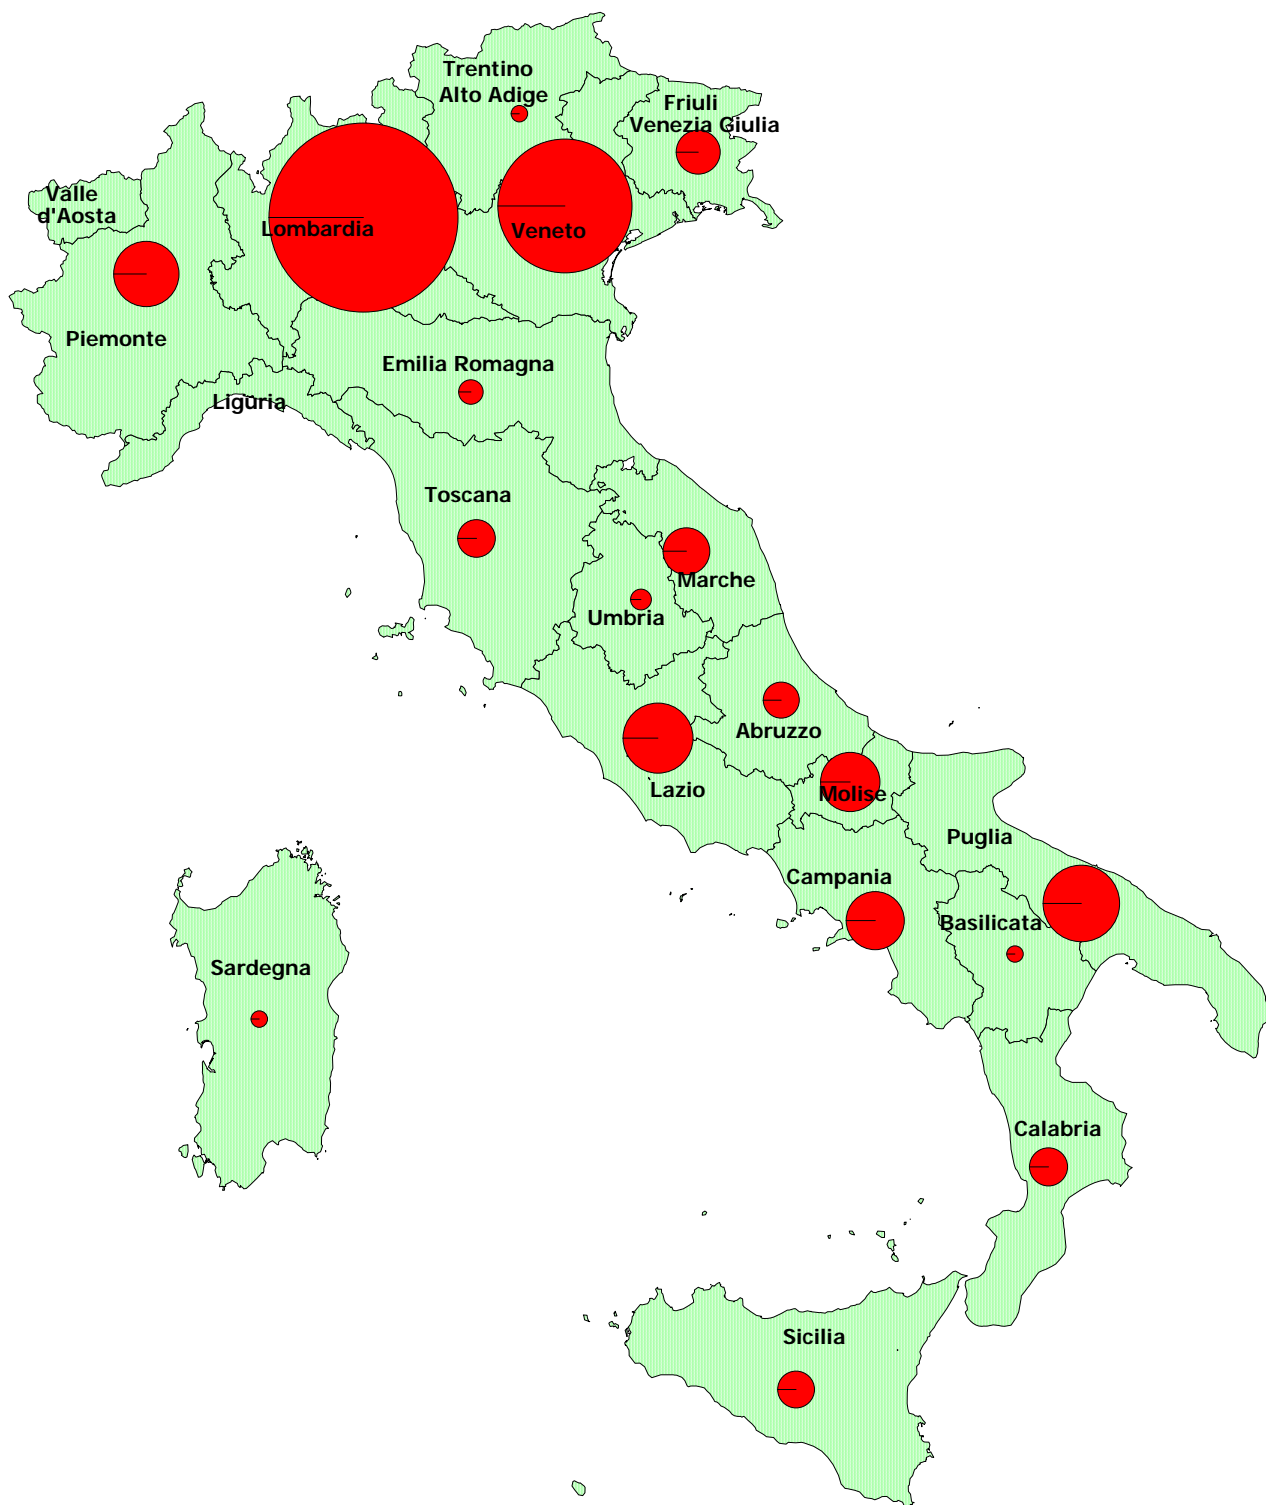 Trentino
Alto Adige
Friuli
Venezia Giulia
Valle
d'Aosta
Lombardia
Veneto
Piemonte
Emilia Romagna
Liguria
Toscana
Marche
Umbria
Abruzzo
Lazio
Molise
Puglia
Campania
Basilicata
Sardegna
Calabria
Sicilia